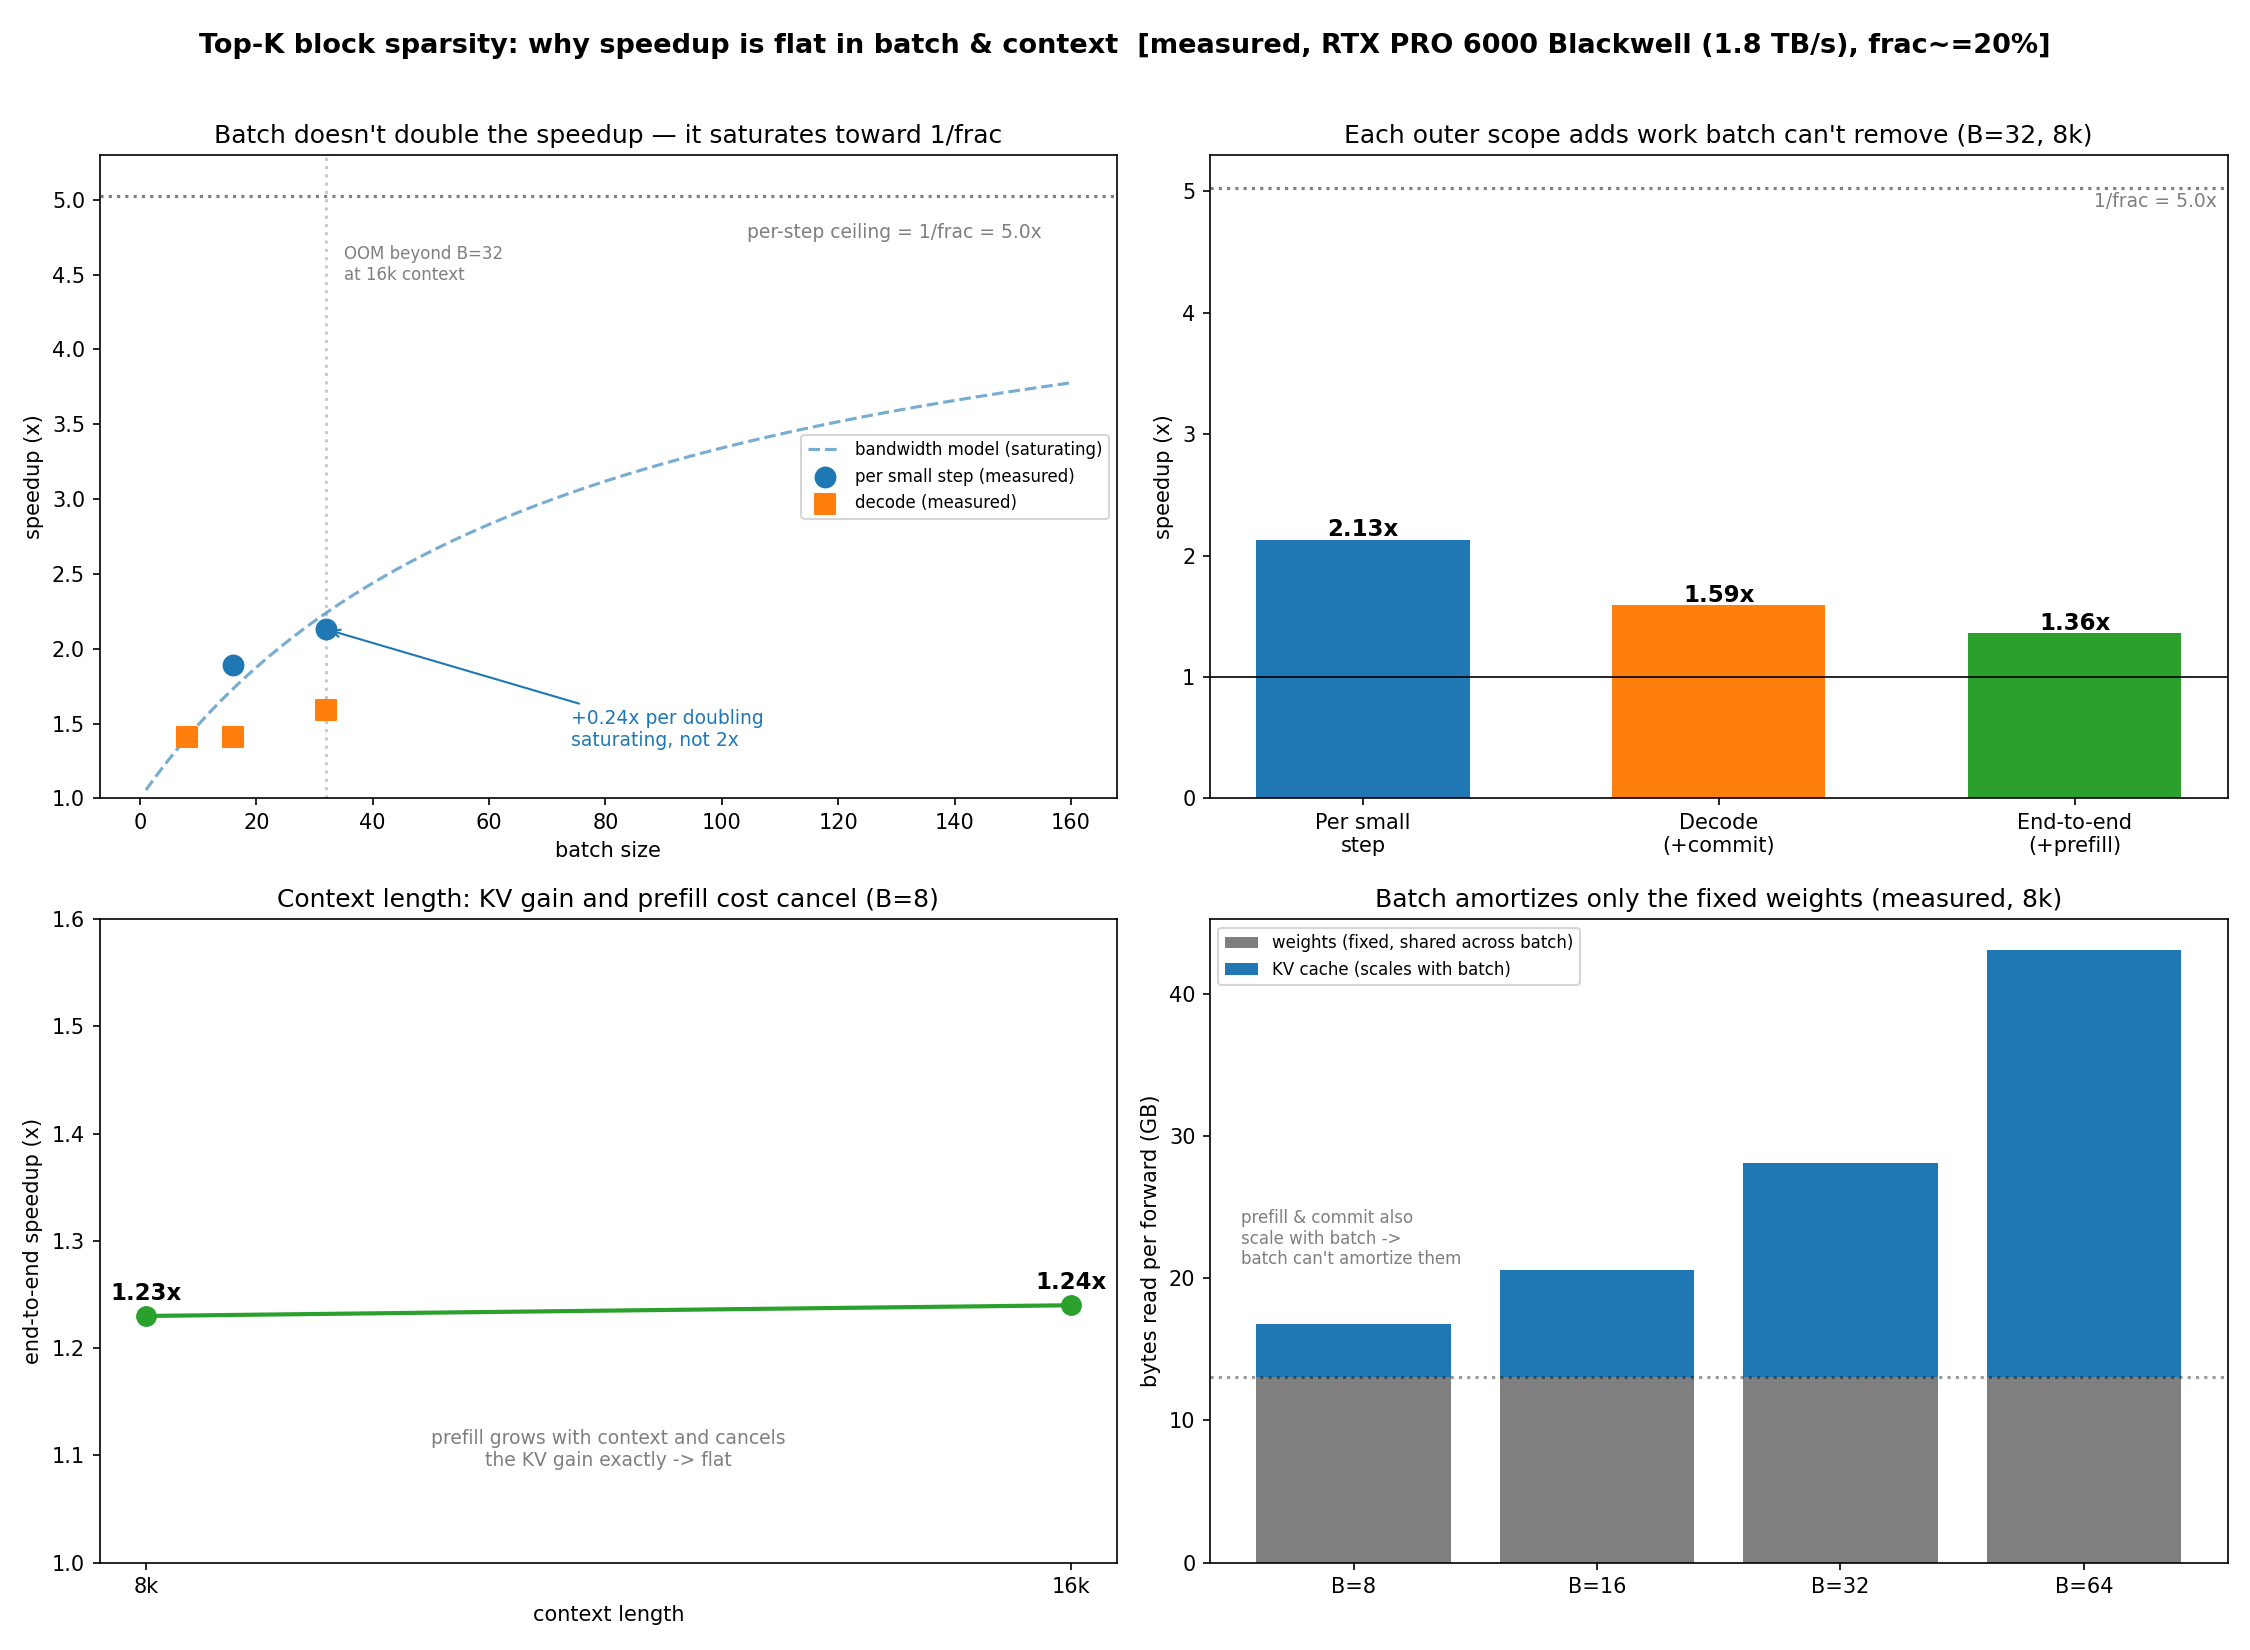 Top-K block sparsity: why speedup is flat in batch & context  [measured, RTX PRO 6000 Blackwell (1.8 TB/s), frac~=20%]
Batch doesn't double the speedup — it saturates toward 1/frac
speedup (x)
5.0
4.5
4.0
3.5
3.0
2.5
2.0
1.5
1.0
per-step ceiling = 1/frac = 5.0x
OOM beyond B=32
at 16k context
bandwidth model (saturating)
per small step (measured)
decode (measured)
+0.24x per doubling
saturating, not 2x
0 20 40 60 80 100 120 140 160
batch size
Each outer scope adds work batch can't remove (B=32, 8k)
speedup (x)
5
4
3
2
1
0
1/frac = 5.0x
2.13x
1.59x
1.36x
Per small
step
Decode
(+commit)
End-to-end
(+prefill)
Context length: KV gain and prefill cost cancel (B=8)
end-to-end speedup (x)
1.6
1.5
1.4
1.3
1.2
1.1
1.0
1.23x
1.24x
prefill grows with context and cancels
the KV gain exactly -> flat
8k 16k
context length
Batch amortizes only the fixed weights (measured, 8k)
bytes read per forward (GB)
40
30
20
10
0
weights (fixed, shared across batch)
KV cache (scales with batch)
prefill & commit also
scale with batch ->
batch can't amortize them
B=8 B=16 B=32 B=64